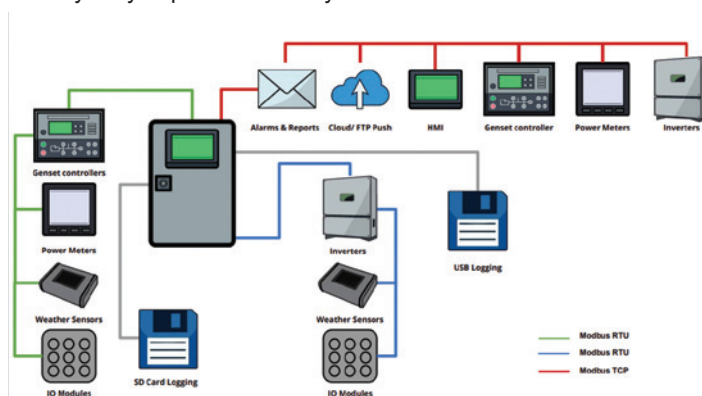 Alarms & Reports
Cloud/ FTP Push
HMI
Genset controller
Power Meters
Inverters
Genset controllers
Power Meters
Weather Sensors
IO Modules
SD Card Logging
Inverters
Weather Sensors
IO Modules
USB Logging
Modbus RTU
Modbus RTU
Modbus TCP